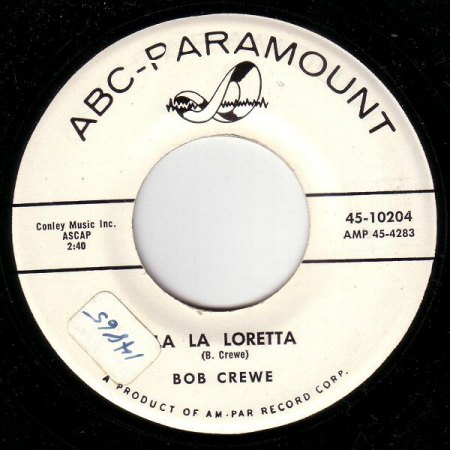 ABC-PARAMOUNT
Conley Music Inc.
ASCAP
2:40
45-10204
AMP 45-4283
LA LORETTA
(B. Crewe)
BOB CREWE
A PRODUCT OF AM-PAR RECORD CORP.